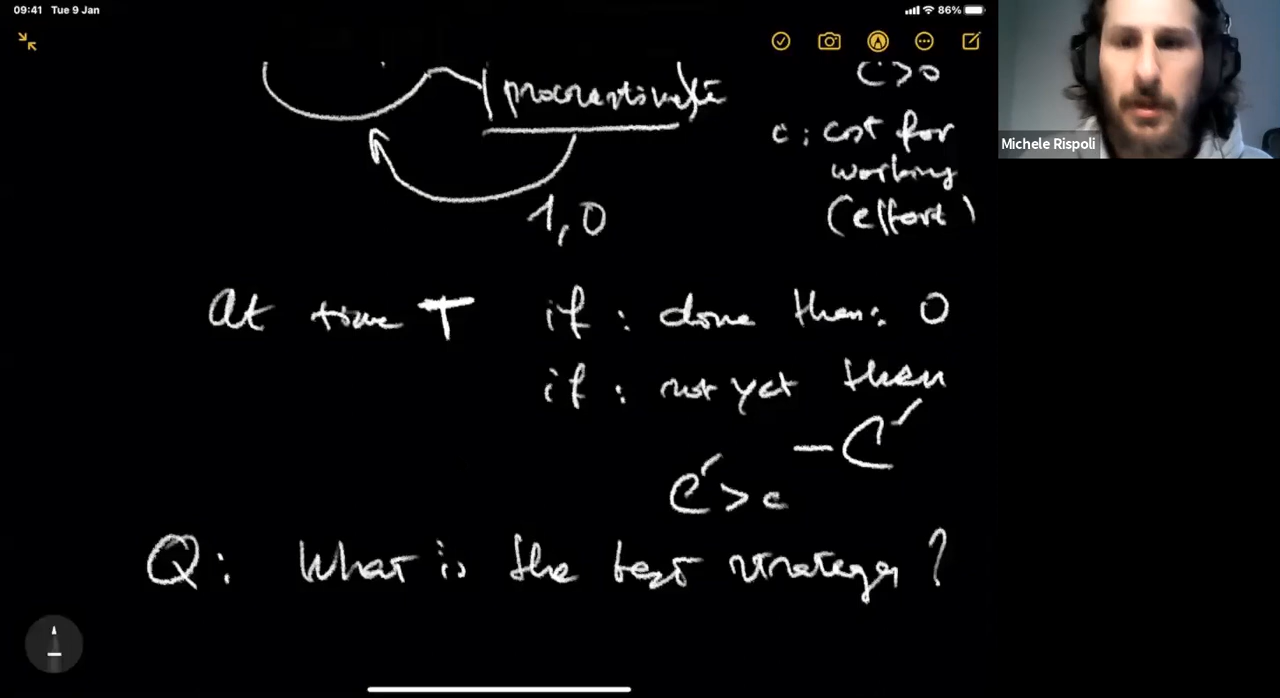 09:41 Tue 9 Jan 86%
procrastinate C>0
c: cost for
Michele Rispoli
working
(effort)
1,0
At time T if: done then: 0
if: not yet then
-C'
C'>c
Q: What is the best strategy?